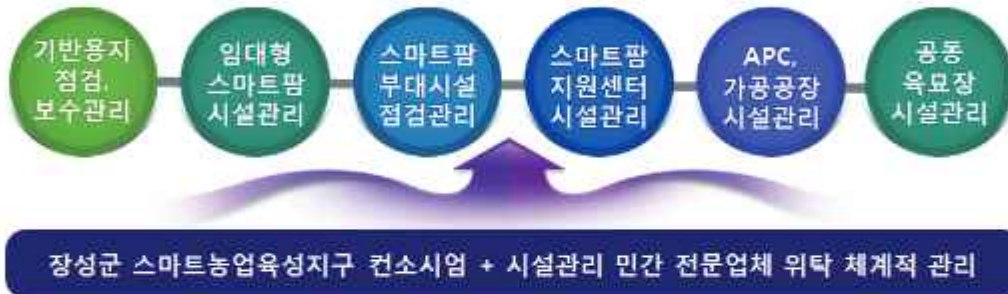 기반용지
점검,
보수관리
임대형
스마트팜
시설관리
스마트팜
부대시설
점검관리
스마트팜
지원센터
시설관리
APC,
가공공장
시설관리
공동
육묘장
시설관리
장성군 스마트농업육성지구 컨소시엄 + 시설관리 민간 전문업체 위탁 체계적 관리